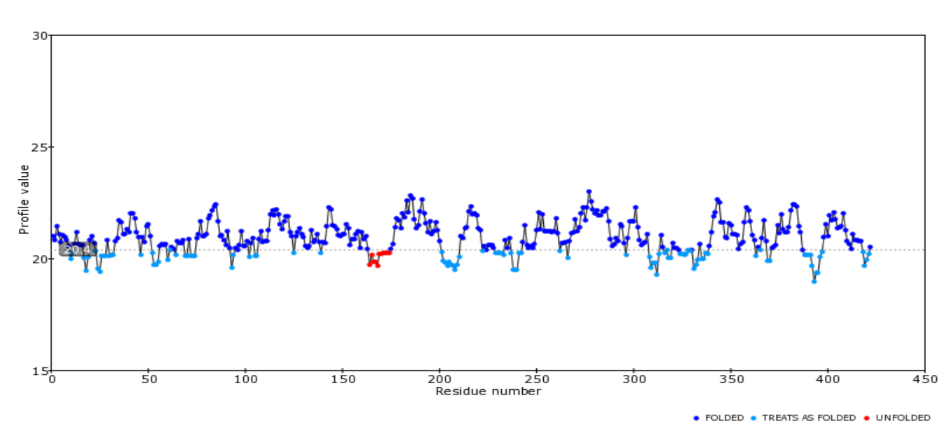 30
25
20
15
Profile value
0 50 100 150 200 250 300 350 400 450
Residue number
FOLDED TREATS AS FOLDED UNFOLDED